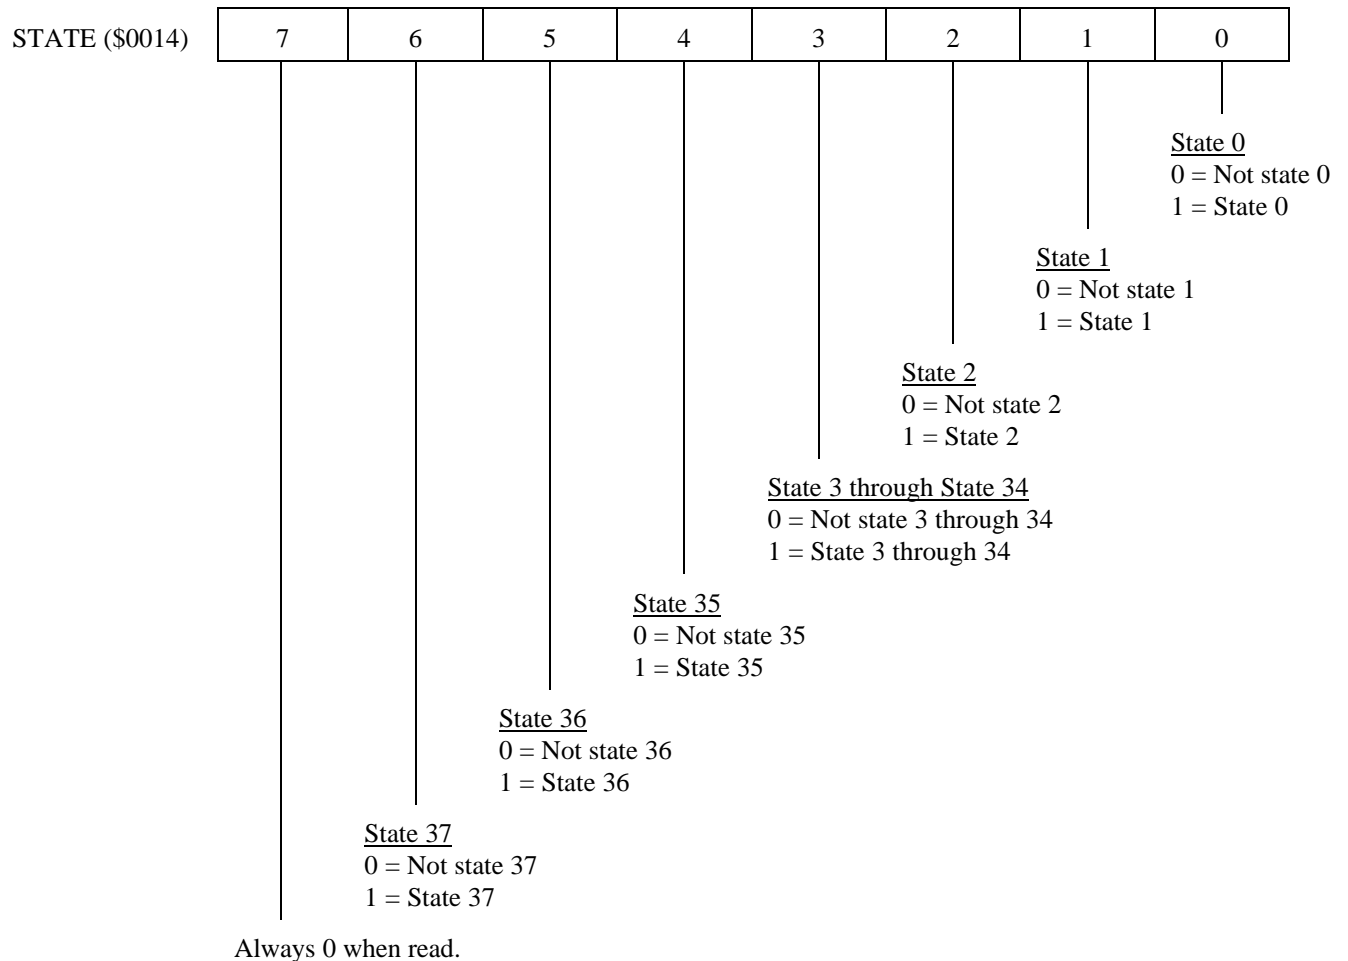 STATE ($0014) 7 6 5 4 3 2 1 0
State 0
0 = Not state 0
1 = State 0
State 1
0 = Not state 1
1 = State 1
State 2
0 = Not state 2
1 = State 2
State 3 through State 34
0 = Not state 3 through 34
1 = State 3 through 34
State 35
0 = Not state 35
1 = State 35
State 36
0 = Not state 36
1 = State 36
State 37
0 = Not state 37
1 = State 37
Always 0 when read.